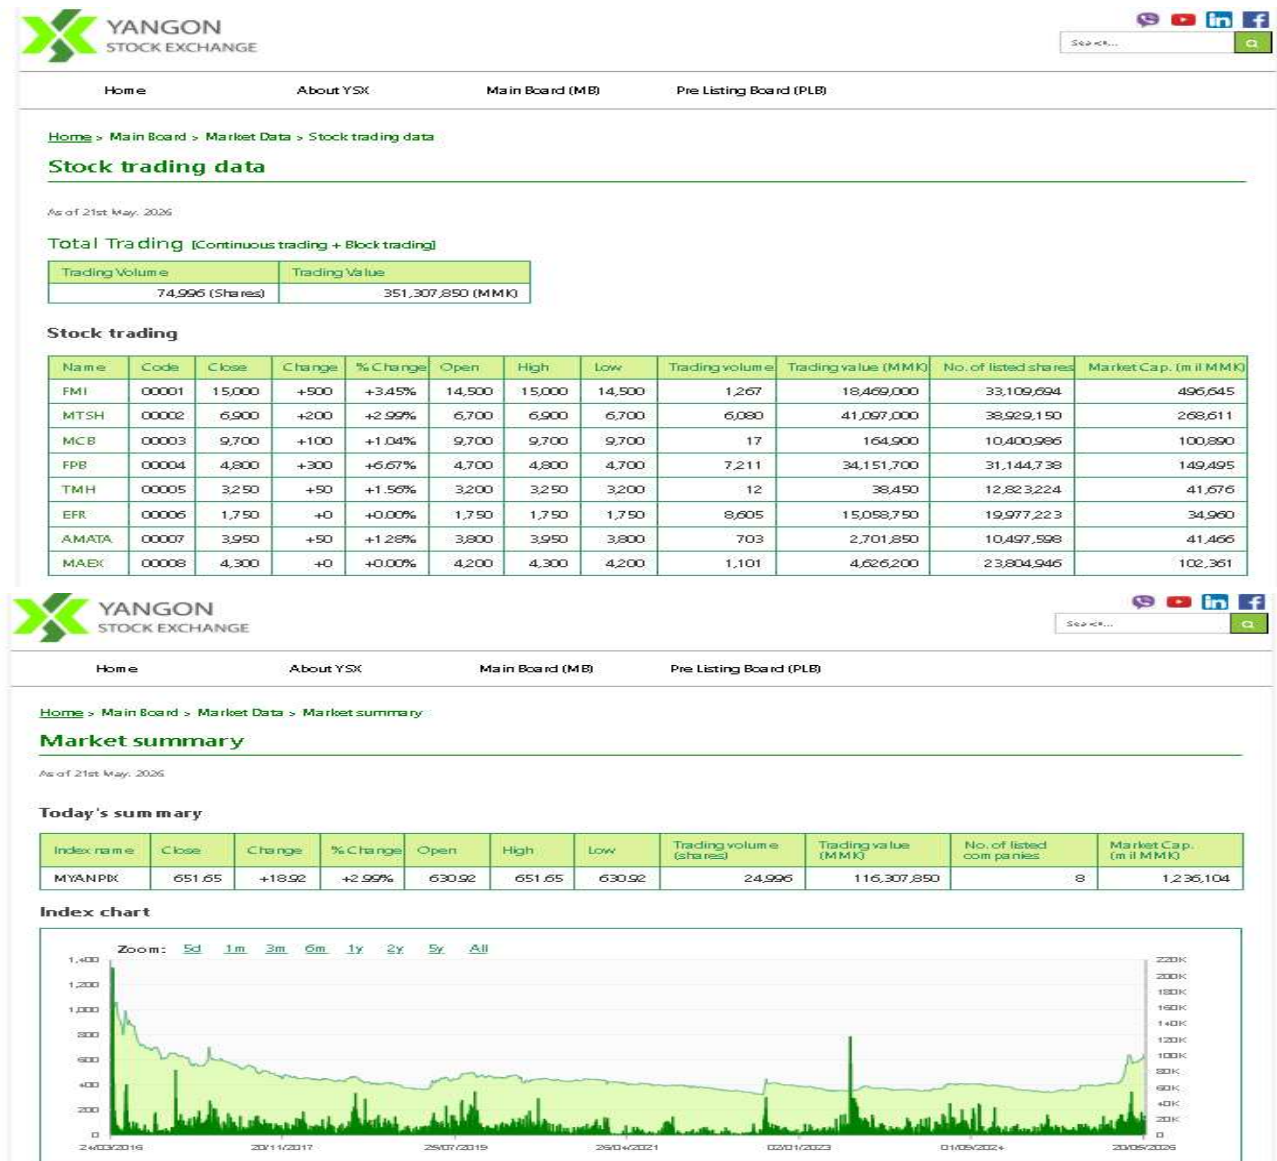 YANGON
STOCK EXCHANGE
Search...
Home About YSX Main Board (MB) Pre Listing Board (PLB)
Home > Main Board > Market Data > Stock trading data
Stock trading data
As of 21st May. 2026
Total Trading [Continuous trading + Block trading]
Trading Volume Trading Value
74,996 (Shares) 351,307,850 (MMK)
Stock trading
Name Code Close Change % Change Open High Low Trading volume Trading value (MMK) No. of listed shares Market Cap. (mil MMK)
FMI 00001 15,000 +500 +3.45% 14,500 15,000 14,500 1,267 18,469,000 33,109,694 496,645
MTSH 00002 6,900 +200 +2.99% 6,700 6,900 6,700 6,080 41,097,000 38,929,150 268,611
MCB 00003 9,700 +100 +1.04% 9,700 9,700 9,700 17 164,900 10,400,986 100,890
FPB 00004 4,800 +300 +6.67% 4,700 4,800 4,700 7,211 34,151,700 31,144,738 149,495
TMH 00005 3,250 +50 +1.56% 3,200 3,250 3,200 12 38,450 12,823,224 41,676
EFR 00006 1,750 +0 +0.00% 1,750 1,750 1,750 8,605 15,058,750 19,977,223 34,960
AMATA 00007 3,950 +50 +1.28% 3,800 3,950 3,800 703 2,701,850 10,497,598 41,466
MAEX 00008 4,300 +0 +0.00% 4,200 4,300 4,200 1,101 4,626,200 23,804,946 102,361
YANGON
STOCK EXCHANGE
Search...
Home About YSX Main Board (MB) Pre Listing Board (PLB)
Home > Main Board > Market Data > Market summary
Market summary
As of 21st May. 2026
Today's summary
Index name Close Change % Change Open High Low Trading volume (shares) Trading value (MMK) No. of listed companies Market Cap. (mil MMK)
MYANPIX 651.65 +18.92 +2.99% 630.92 651.65 630.92 24,996 116,307,850 8 1,236,104
Index chart
Zoom: 5d 1m 3m 6m 1y 2y 5y All
1,400 220K
200K
1,200 180K
1,000 160K
140K
800 120K
600 100K
80K
400 60K
40K
200 20K
0 0
24/03/2016 20/11/2017 29/07/2019 26/04/2021 02/01/2023 01/09/2024 20/05/2026